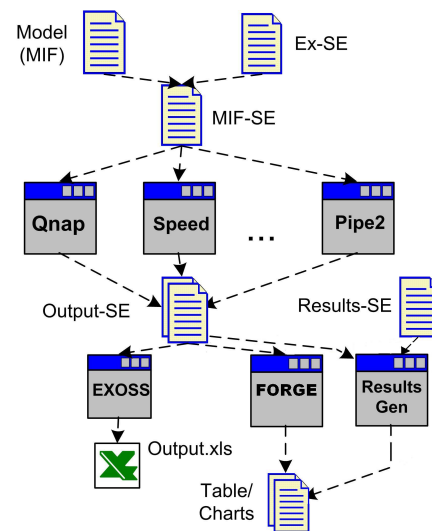 Model
(MIF)
Ex-SE
MIF-SE
Qnap
Speed
...
Pipe2
Output-SE
Results-SE
EXOSS
FORGE
Results
Gen
Output.xls
Table/
Charts